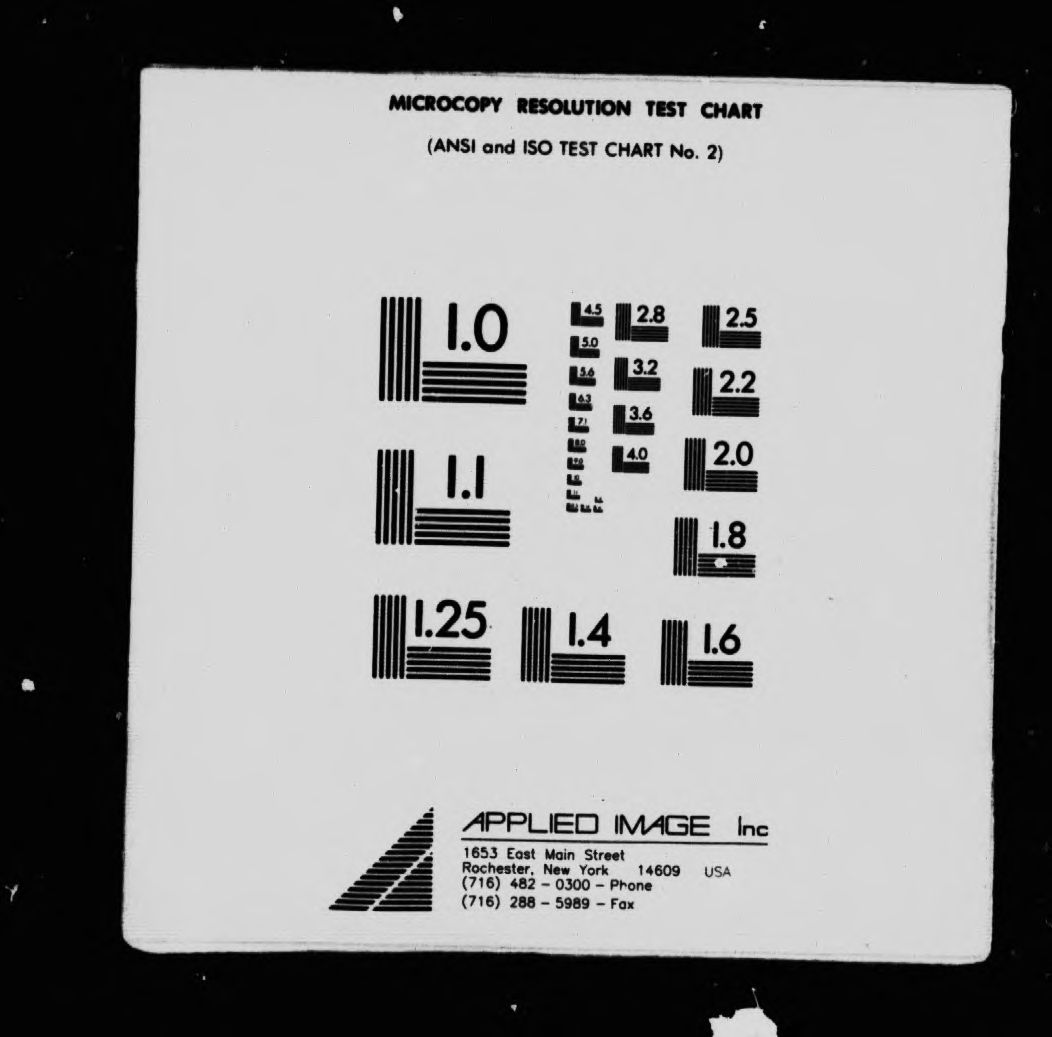 MICROCOPY RESOLUTION TEST CHART
(ANSI and ISO TEST CHART No. 2)
1.0
1.1
1.25
1.4
1.6
1.8
2.0
2.2
2.5
2.8
3.2
3.6
4.0
4.5
5.0
5.6
6.3
7.1
8.0
9.0
APPLIED IMAGE Inc
1653 East Main Street
Rochester, New York 14609 USA
(716) 482 - 0300 - Phone
(716) 288 - 5989 - Fax